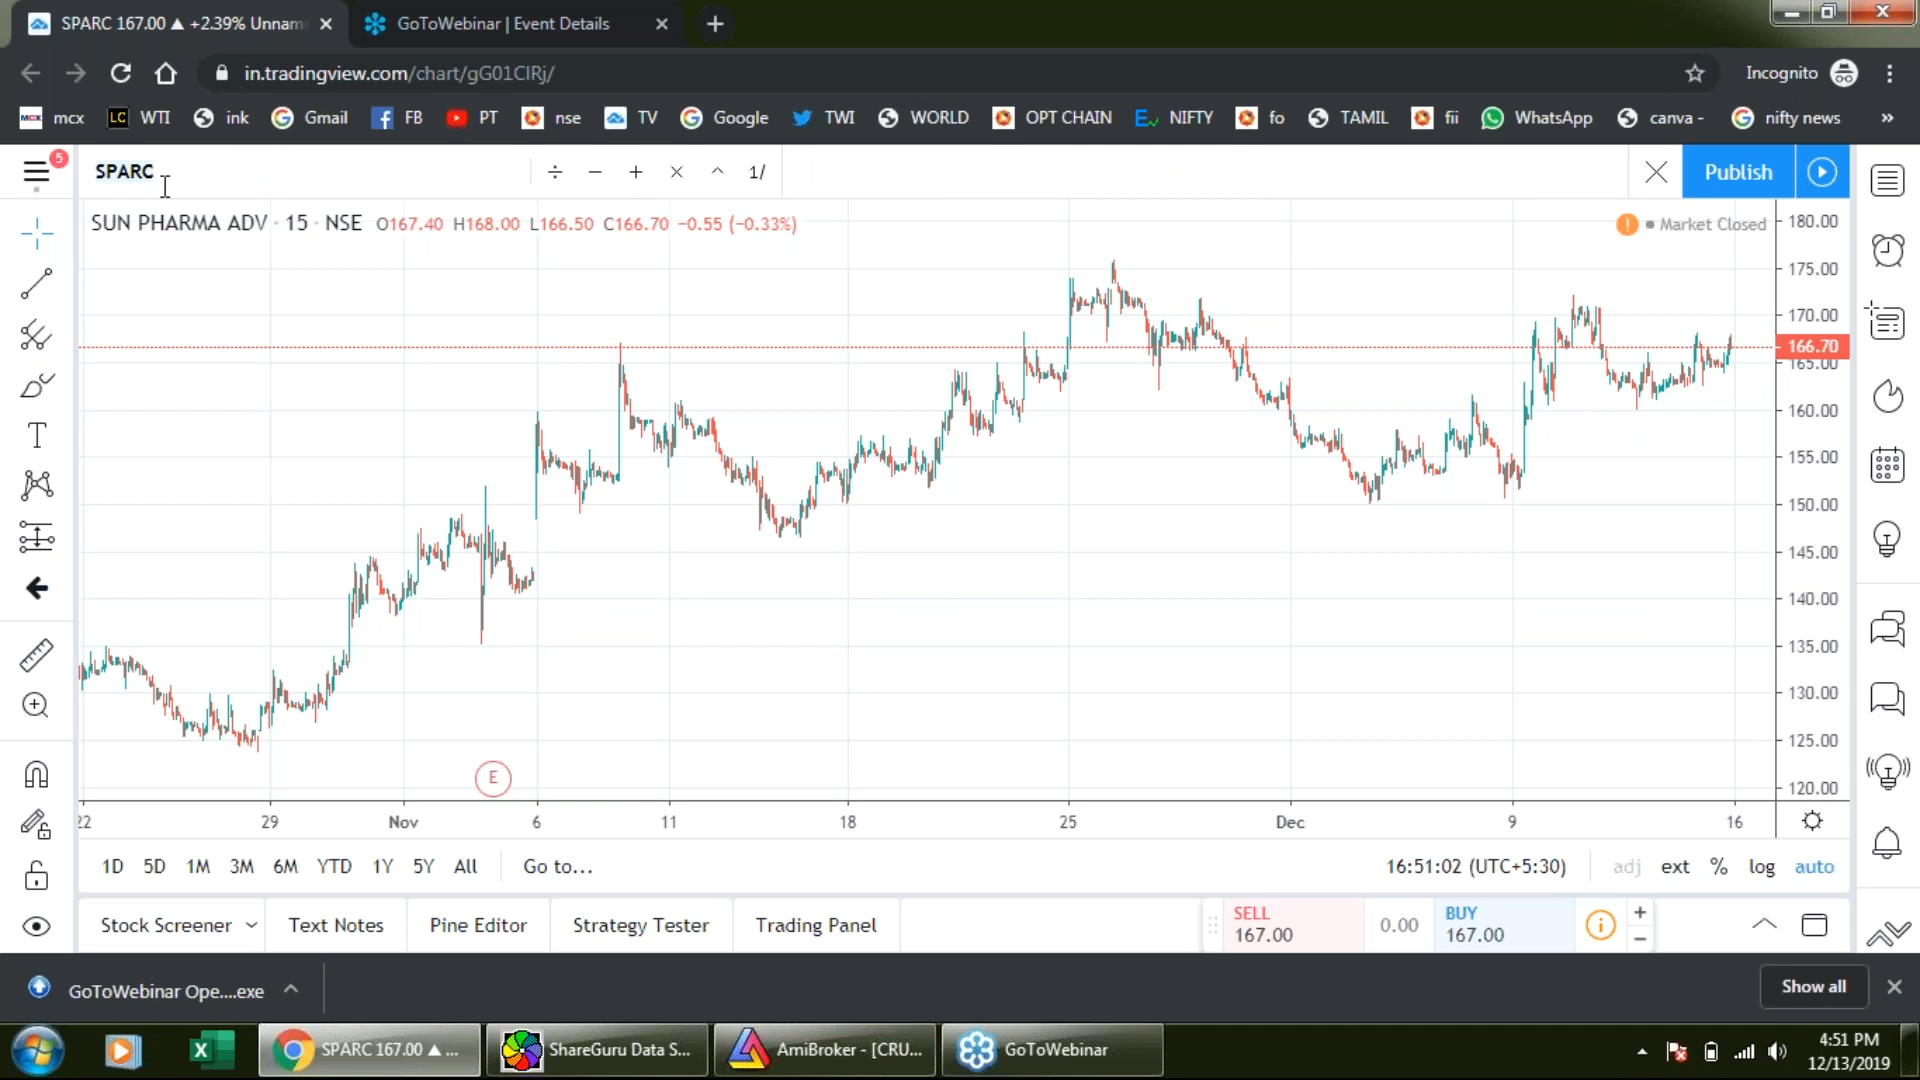 SPARC 167.00 ▲ +2.39% Unnam
GoToWebinar | Event Details
in.tradingview.com/chart/gG01ClRj/
Incognito
mcx WTI ink Gmail FB PT nse TV Google TWI WORLD OPT CHAIN NIFTY fo TAMIL fii WhatsApp canva - nifty news »
5
SPARC
÷ − + × ^ 1/
Publish
SUN PHARMA ADV · 15 · NSE O167.40 H168.00 L166.50 C166.70 −0.55 (−0.33%)
Market Closed
180.00
175.00
170.00
166.70
165.00
160.00
155.00
150.00
145.00
140.00
135.00
130.00
125.00
120.00
E
22 29 Nov 6 11 18 25 Dec 9 16
1D 5D 1M 3M 6M YTD 1Y 5Y All Go to...
16:51:02 (UTC+5:30) adj ext % log auto
Stock Screener Text Notes Pine Editor Strategy Tester Trading Panel
SELL
167.00
0.00
BUY
167.00
GoToWebinar Ope....exe
Show all
SPARC 167.00 ▲ ...
ShareGuru Data S...
AmiBroker - [CRU...
GoToWebinar
4:51 PM
12/13/2019